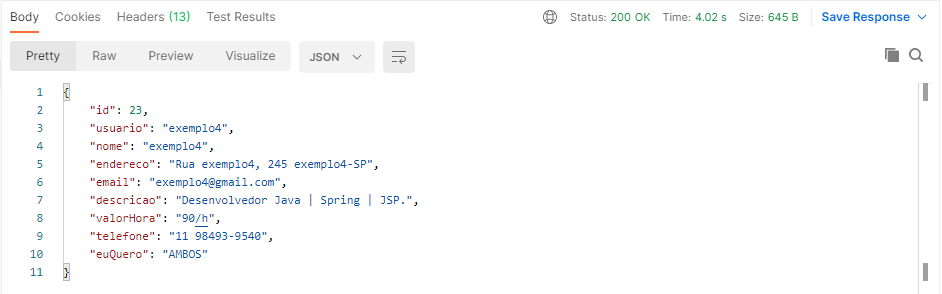 Body Cookies Headers (13) Test Results Status: 200 OK Time: 4.02 s Size: 645 B Save Response
Pretty Raw Preview Visualize JSON
1 {
2 "id": 23,
3 "usuario": "exemplo4",
4 "nome": "exemplo4",
5 "endereco": "Rua exemplo4, 245 exemplo4-SP",
6 "email": "exemplo4@gmail.com",
7 "descricao": "Desenvolvedor Java | Spring | JSP.",
8 "valorHora": "90/h",
9 "telefone": "11 98493-9540",
10 "euQuero": "AMBOS"
11 }